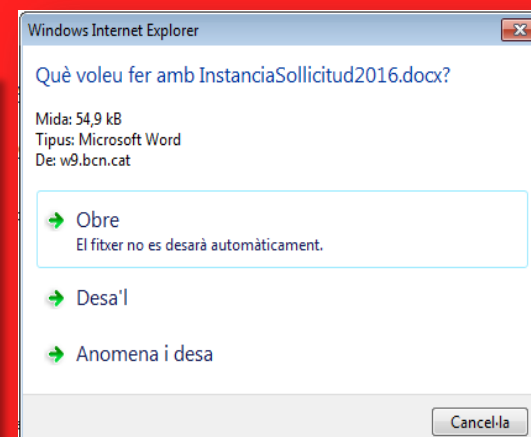 Windows Internet Explorer
Què voleu fer amb InstanciaSollicitud2016.docx?
Mida: 54,9 kB
Tipus: Microsoft Word
De: w9.bcn.cat
Obre
El fitxer no es desarà automàticament.
Desa'l
Anomena i desa
Cancel·la